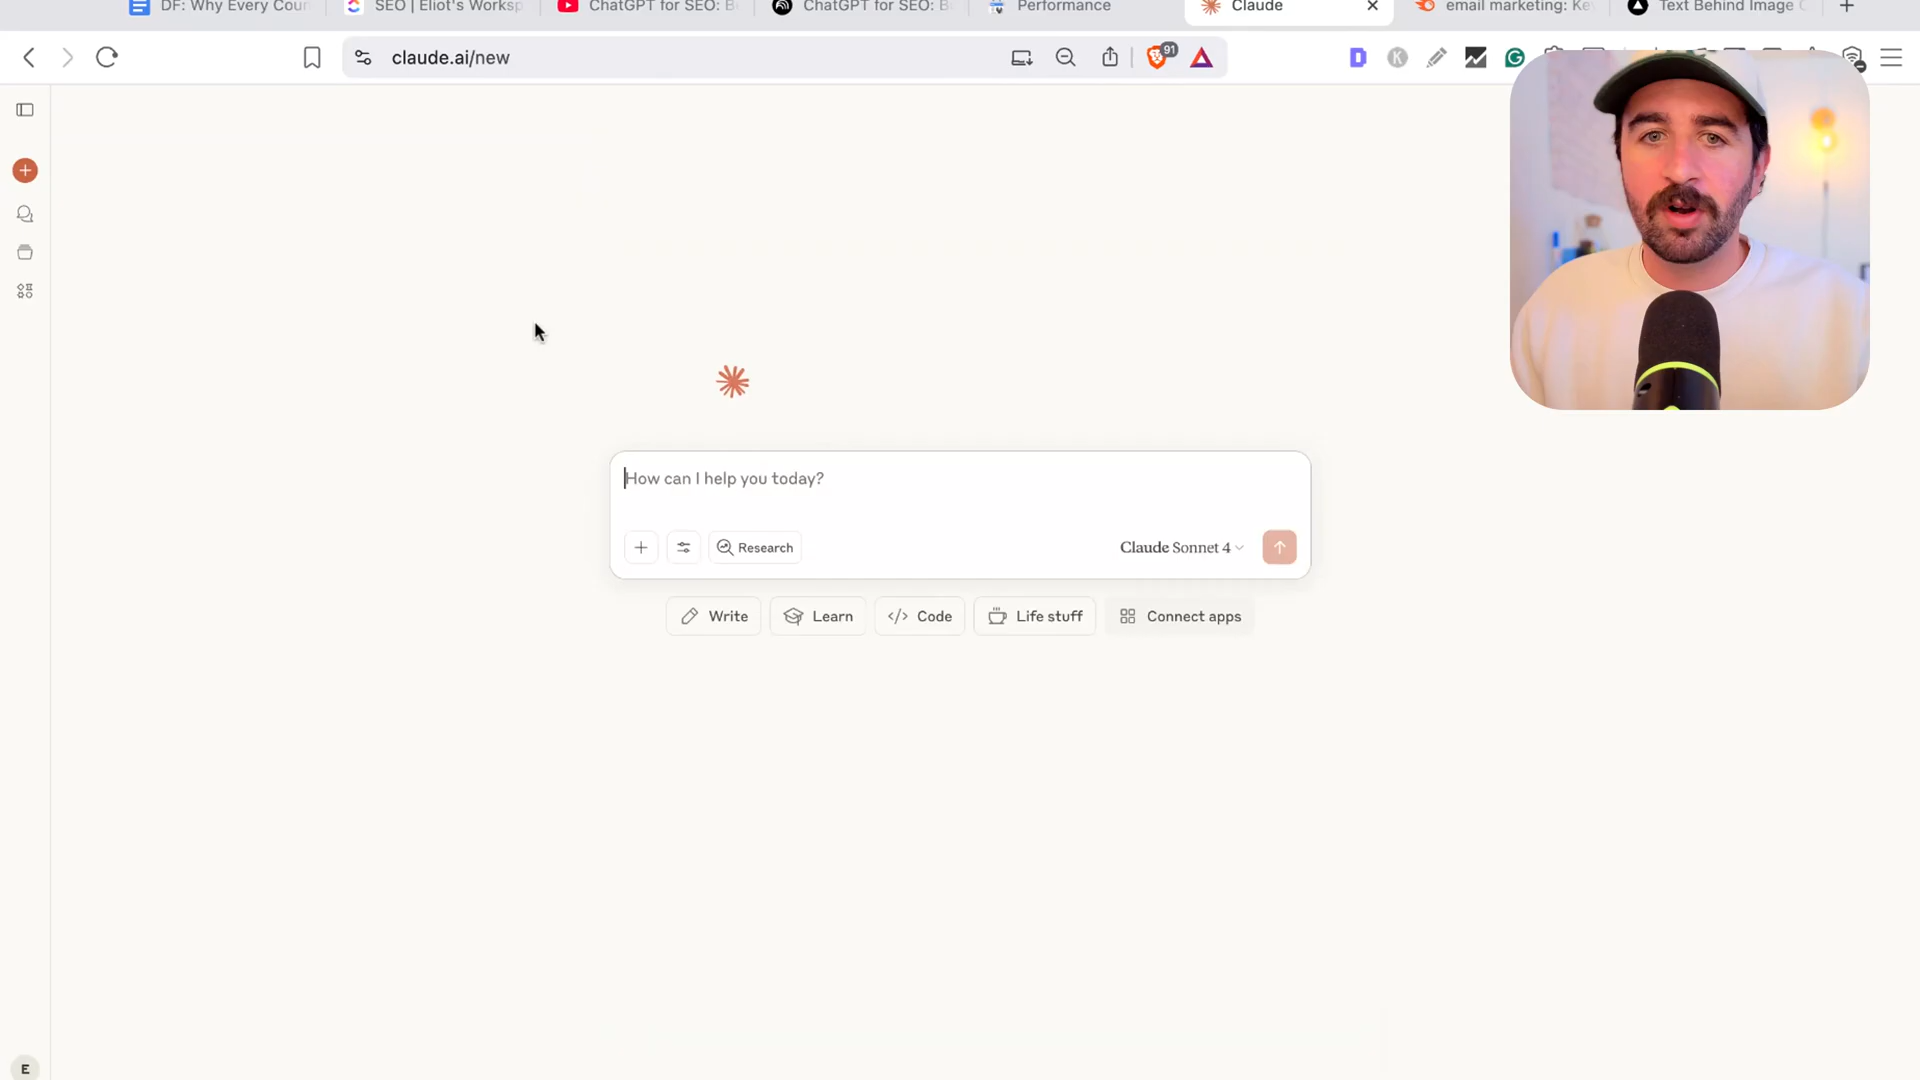 DF: Why Every Cour
SEO | Eliot's Worksp
ChatGPT for SEO: B
ChatGPT for SEO: B
Performance
Claude
email marketing: Ke
Text Behind Image
claude.ai/new
91
K
How can I help you today?
Research
Claude Sonnet 4
Write
Learn
Code
Life stuff
Connect apps
E